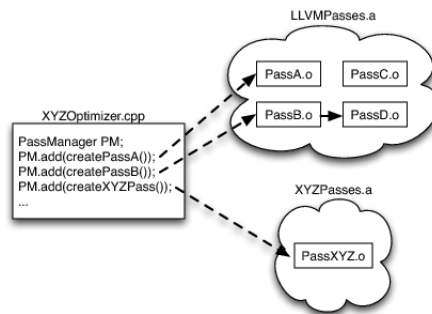 LLVMPasses.a
PassA.o PassC.o
PassB.o PassD.o
XYZOptimizer.cpp
PassManager PM;
PM.add(createPassA());
PM.add(createPassB());
PM.add(createXYZPass());
...
XYZPasses.a
PassXYZ.o